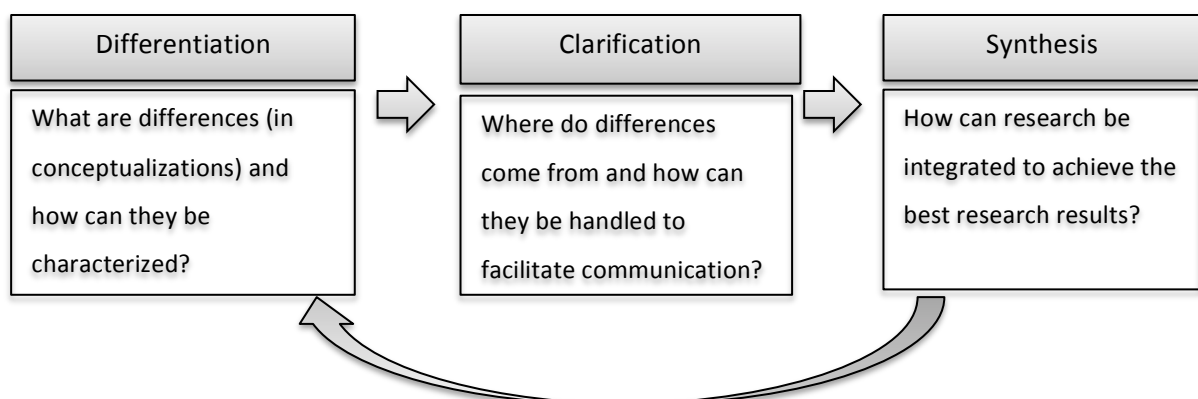 Differentiation
What are differences (in
conceptualizations) and
how can they be
characterized?
Clarification
Where do differences
come from and how can
they be handled to
facilitate communication?
Synthesis
How can research be
integrated to achieve the
best research results?